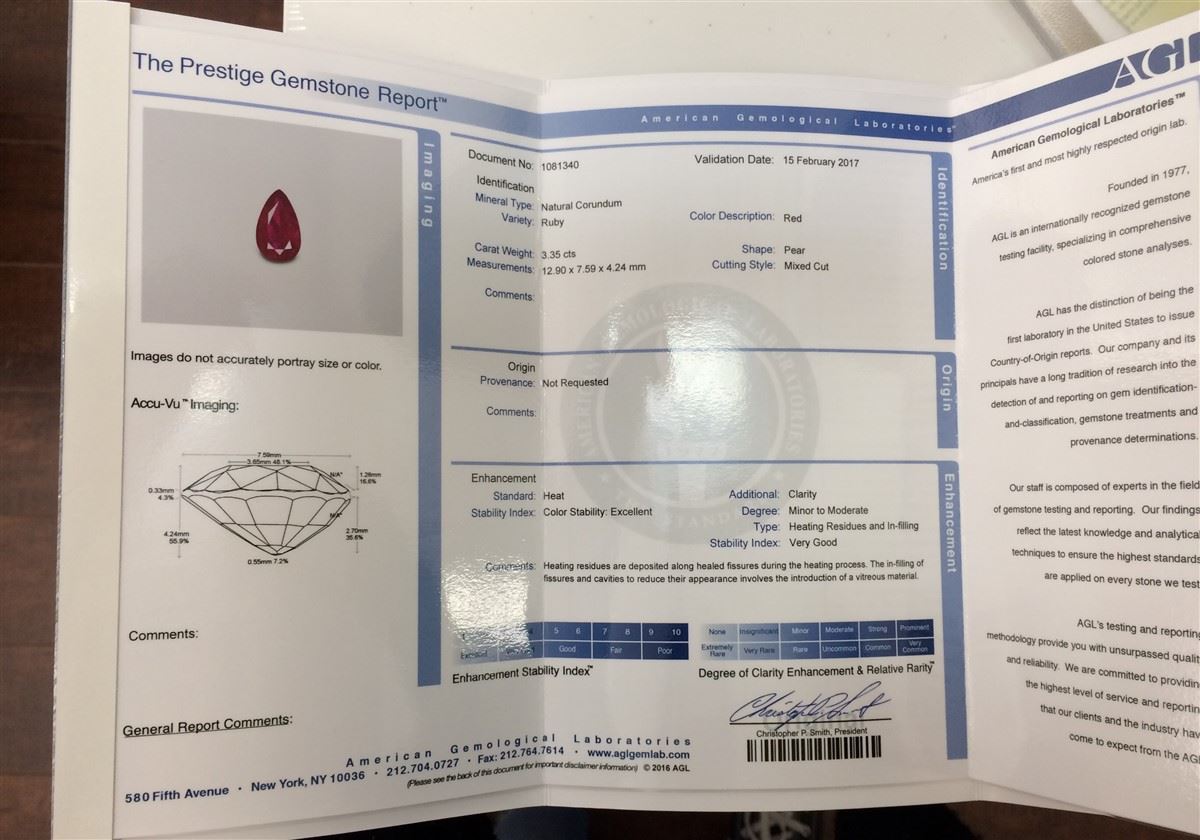 The Prestige Gemstone Report™
Imaging
Images do not accurately portray size or color.
Accu-Vu™ Imaging:
7.59mm
3.65mm 48.1%
N/A*
1.26mm
16.6%
0.33mm
4.3%
N/A*
4.24mm
55.9%
2.70mm
35.6%
0.55mm 7.2%
Comments:
General Report Comments:
American Gemological Laboratories
Document No: 1081340
Validation Date: 15 February 2017
Identification
Identification
Mineral Type: Natural Corundum
Variety: Ruby
Color Description: Red
Carat Weight: 3.35 cts
Measurements: 12.90 x 7.59 x 4.24 mm
Shape: Pear
Cutting Style: Mixed Cut
Comments:
Origin
Origin
Provenance: Not Requested
Comments:
Enhancement
Enhancement
Standard: Heat
Stability Index: Color Stability: Excellent
Additional: Clarity
Degree: Minor to Moderate
Type: Heating Residues and In-filling
Stability Index: Very Good
Comments: Heating residues are deposited along healed fissures during the heating process. The in-filling of
fissures and cavities to reduce their appearance involves the introduction of a vitreous material.
5 6 7 8 9 10
Excellent Good Fair Poor
Enhancement Stability Index™
None Insignificant Minor Moderate Strong Prominent
Extremely Rare Very Rare Rare Uncommon Common Very Common
Degree of Clarity Enhancement & Relative Rarity™
Christopher P. Smith, President
American Gemological Laboratories
580 Fifth Avenue • New York, NY 10036 • 212.704.0727 • Fax: 212.764.7614 • www.aglgemlab.com
(Please see the back of this document for important disclaimer information) © 2016 AGL
AGL
American Gemological Laboratories™
America's first and most highly respected origin lab.
Founded in 1977,
AGL is an internationally recognized gemstone
testing facility, specializing in comprehensive
colored stone analyses.
AGL has the distinction of being the
first laboratory in the United States to issue
Country-of-Origin reports. Our company and its
principals have a long tradition of research into the
detection of and reporting on gem identification-
and-classification, gemstone treatments and
provenance determinations.
Our staff is composed of experts in the field
of gemstone testing and reporting. Our findings
reflect the latest knowledge and analytical
techniques to ensure the highest standards
are applied on every stone we test
AGL's testing and reporting
methodology provide you with unsurpassed quality
and reliability. We are committed to providing
the highest level of service and reporting
that our clients and the industry have
come to expect from the AGL